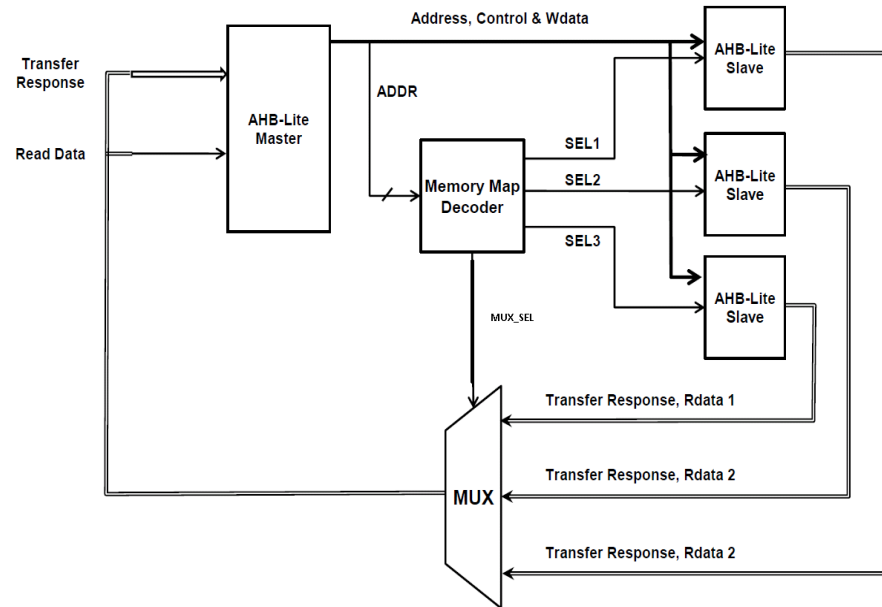 Address, Control & Wdata
AHB-Lite
Slave
Transfer
Response
ADDR
AHB-Lite
Master
SEL1
Read Data
Memory Map
Decoder
SEL2
AHB-Lite
Slave
SEL3
AHB-Lite
Slave
MUX_SEL
Transfer Response, Rdata 1
Transfer Response, Rdata 2
MUX
Transfer Response, Rdata 2